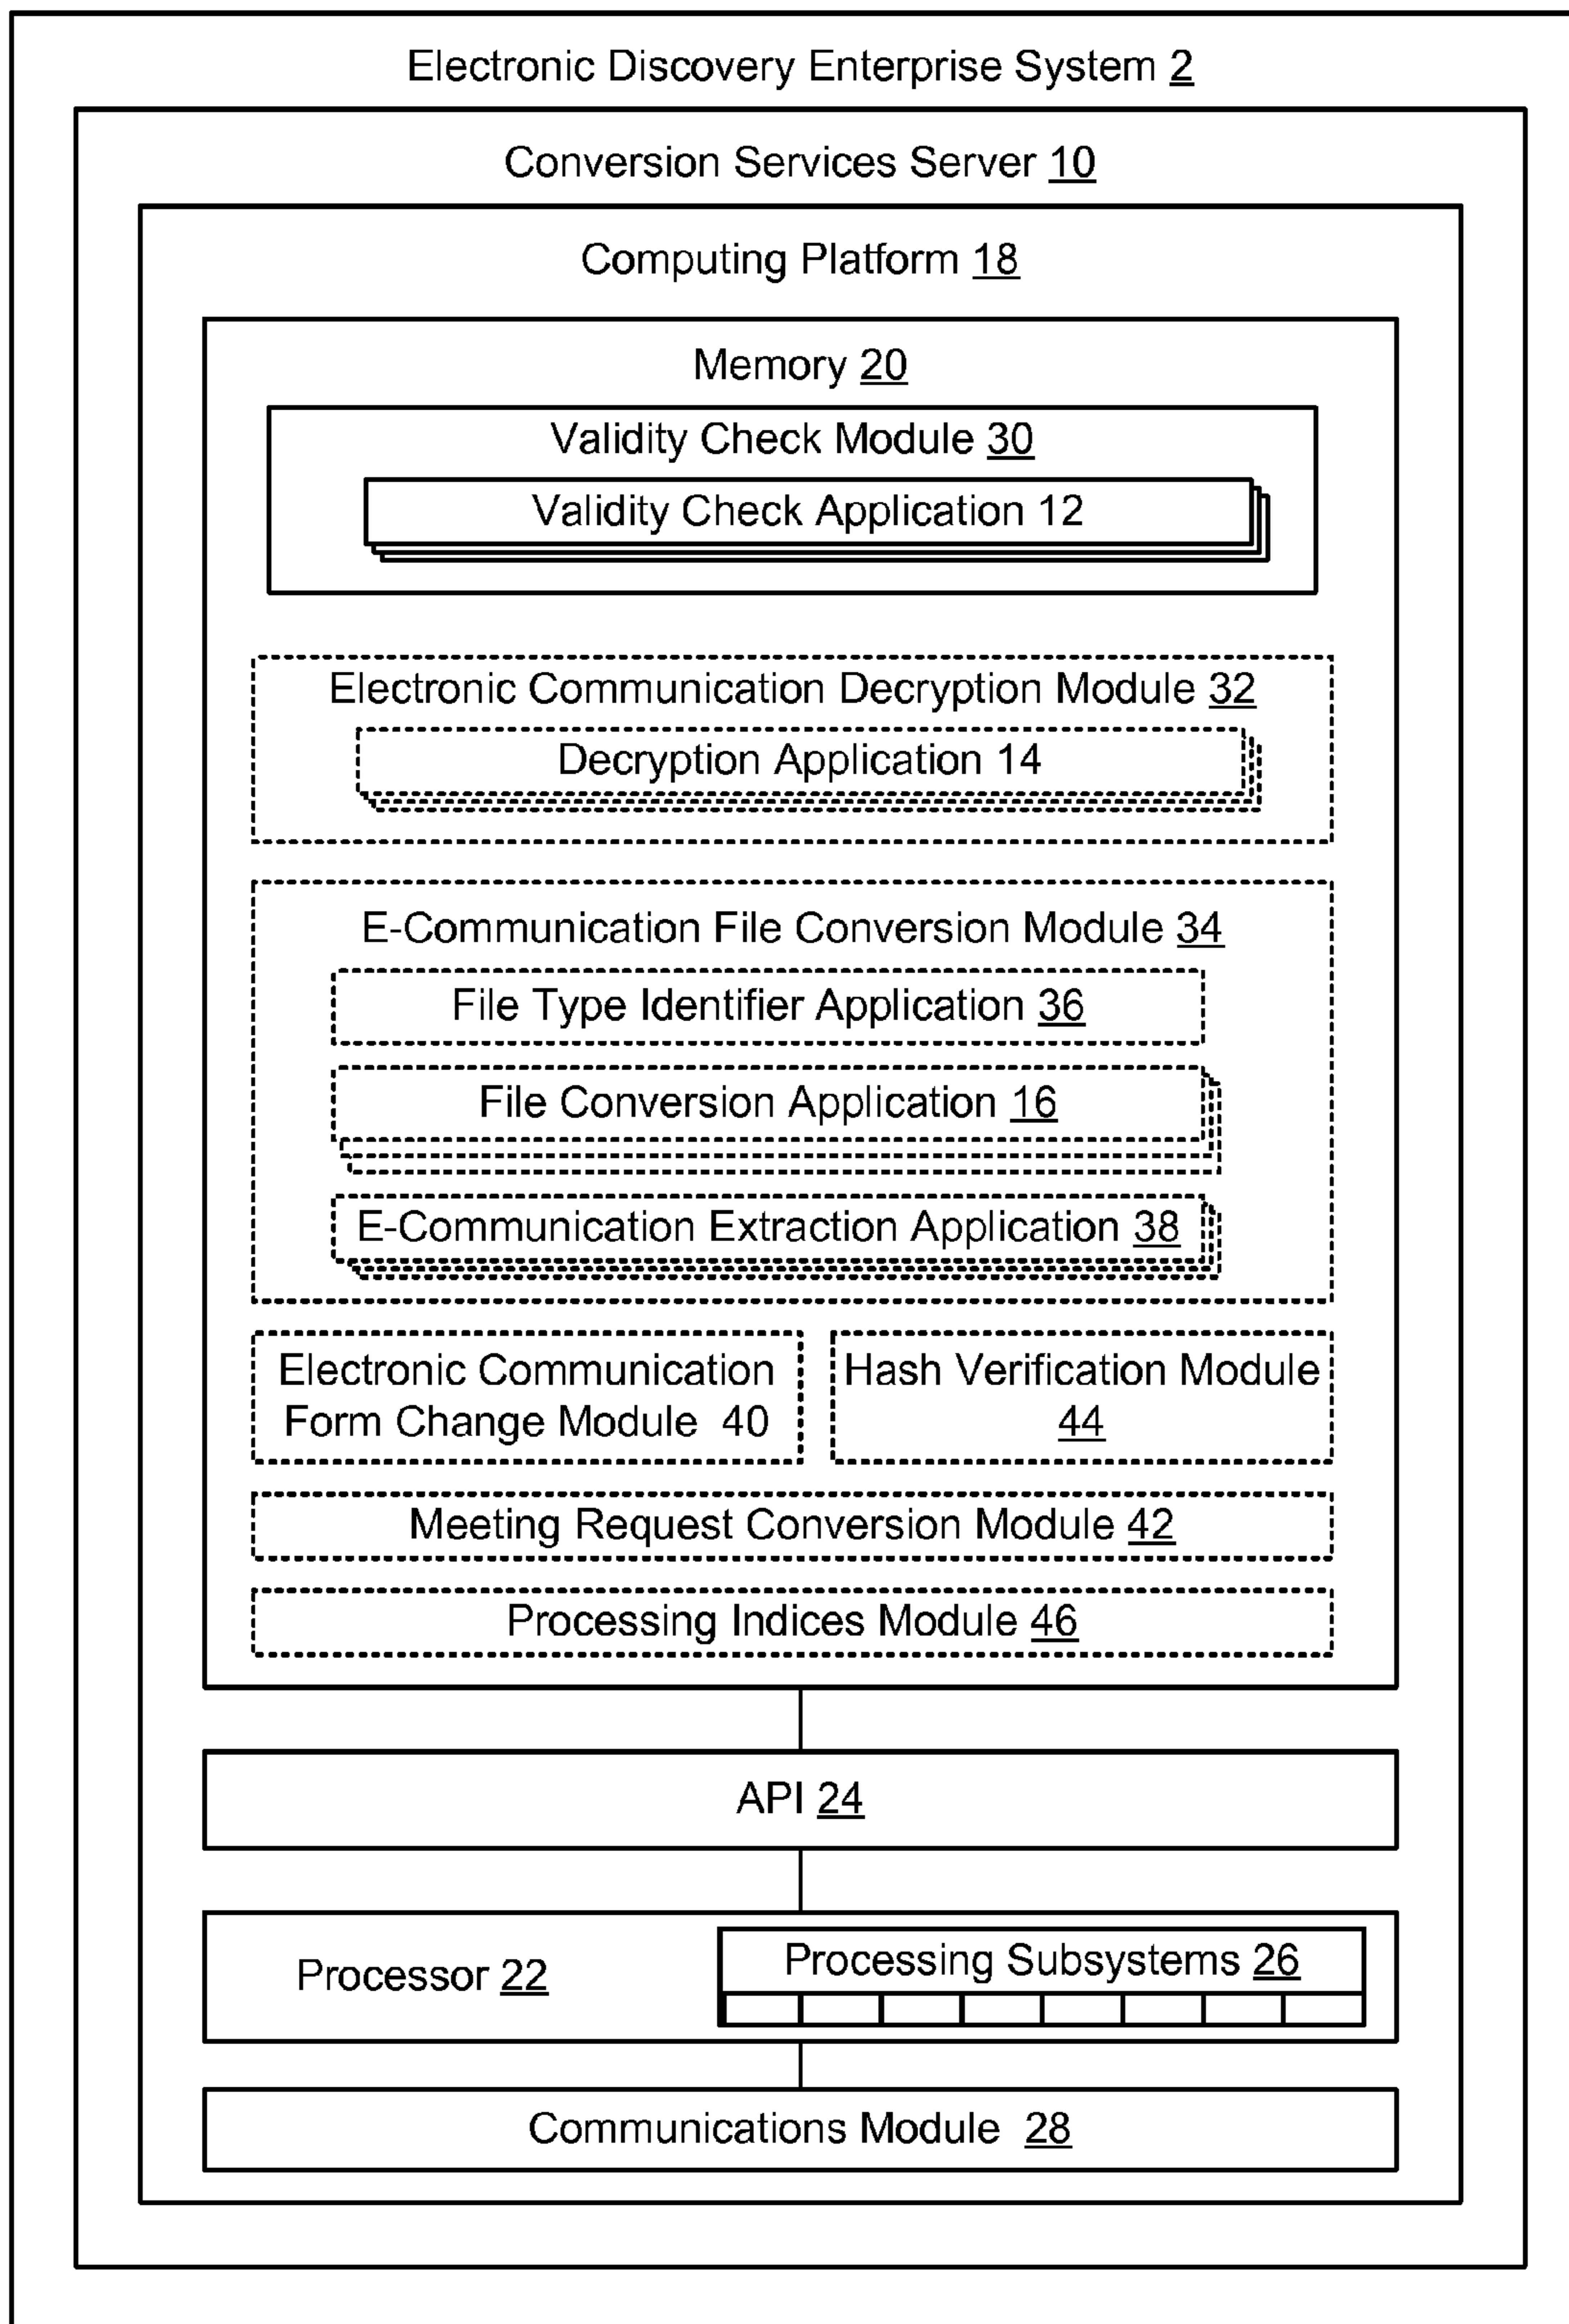 Electronic Discovery Enterprise System 2
Conversion Services Server 10
Computing Platform 18
Memory 20
Validity Check Module 30
Validity Check Application 12
Electronic Communication Decryption Module 32
Decryption Application 14
E-Communication File Conversion Module 34
File Type Identifier Application 36
File Conversion Application 16
E-Communication Extraction Application 38
Electronic Communication
Form Change Module 40
Hash Verification Module
44
Meeting Request Conversion Module 42
Processing Indices Module 46
API 24
Processor 22
Processing Subsystems 26
Communications Module 28